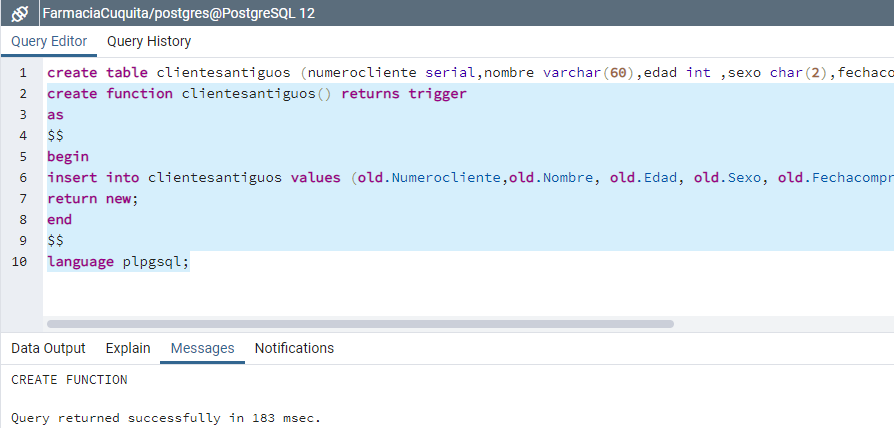 FarmaciaCuquita/postgres@PostgreSQL 12
Query Editor Query History
1 create table clientesantiguos (numerocliente serial,nombre varchar(60),edad int ,sexo char(2),fechaco
2 create function clientesantiguos() returns trigger
3 as
4 $$
5 begin
6 insert into clientesantiguos values (old.Numerocliente,old.Nombre, old.Edad, old.Sexo, old.Fechacompr
7 return new;
8 end
9 $$
10 language plpgsql;
Data Output Explain Messages Notifications
CREATE FUNCTION
Query returned successfully in 183 msec.